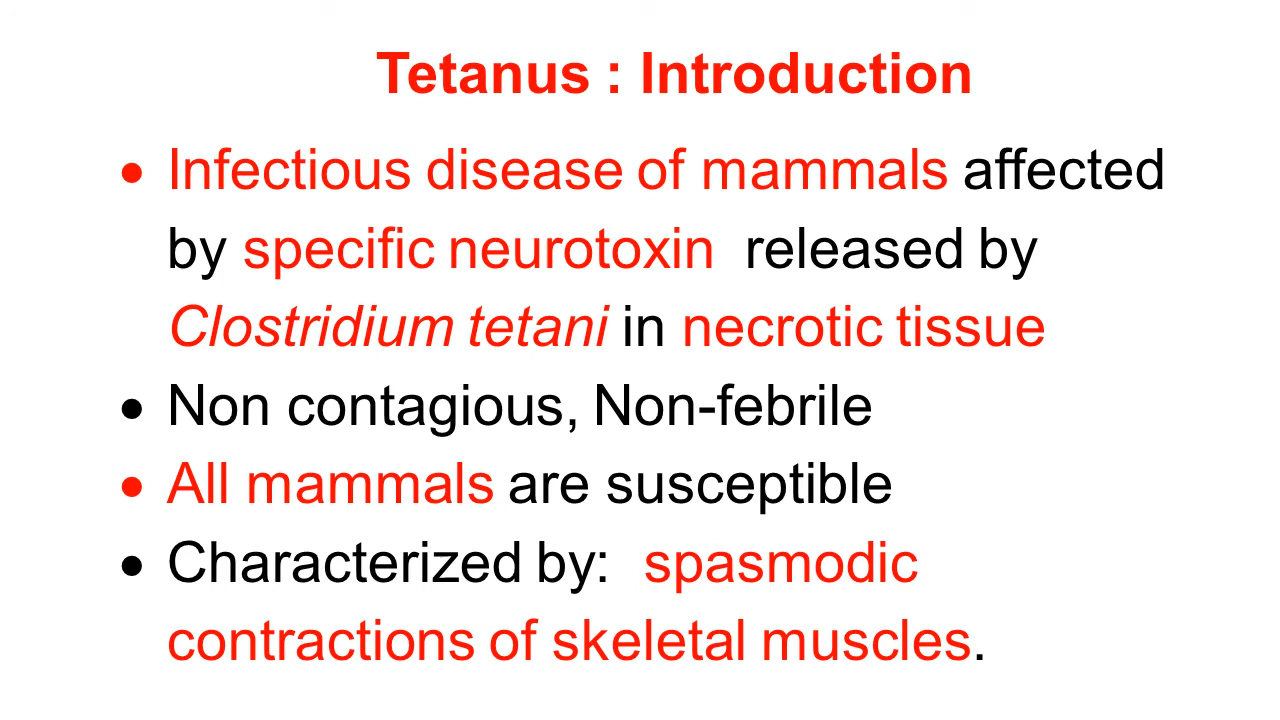 Tetanus : Introduction
• Infectious disease of mammals affected
by specific neurotoxin released by
Clostridium tetani in necrotic tissue
• Non contagious, Non-febrile
• All mammals are susceptible
• Characterized by: spasmodic
contractions of skeletal muscles.